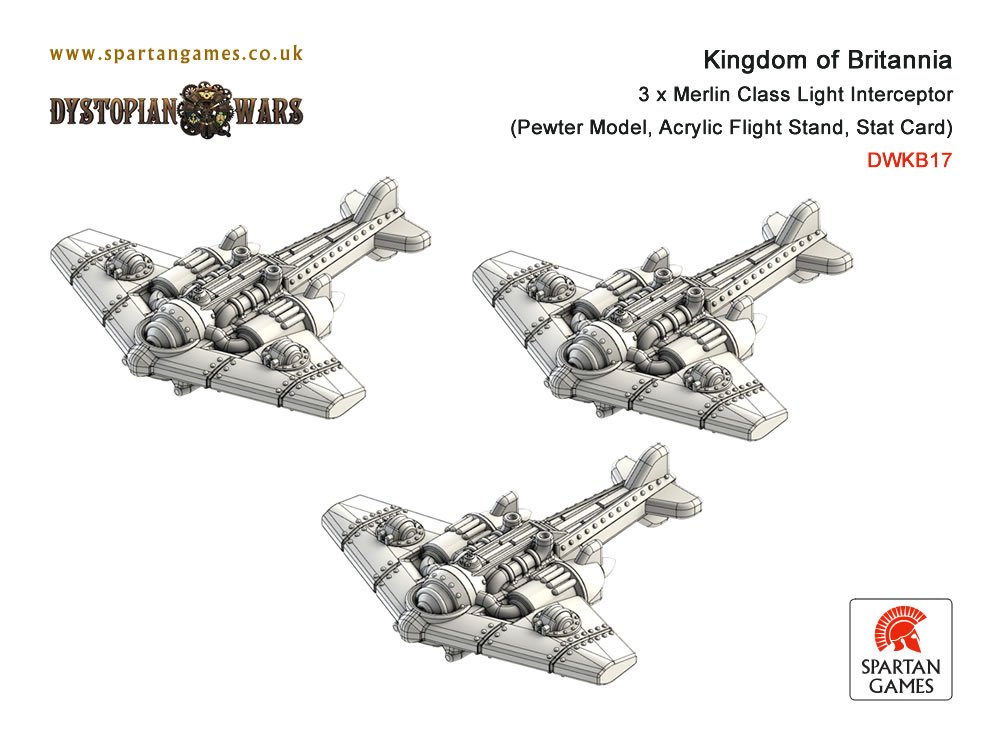 www.spartangames.co.uk
DYSTOPIAN WARS
Kingdom of Britannia
3 x Merlin Class Light Interceptor
(Pewter Model, Acrylic Flight Stand, Stat Card)
DWKB17
SPARTAN
GAMES